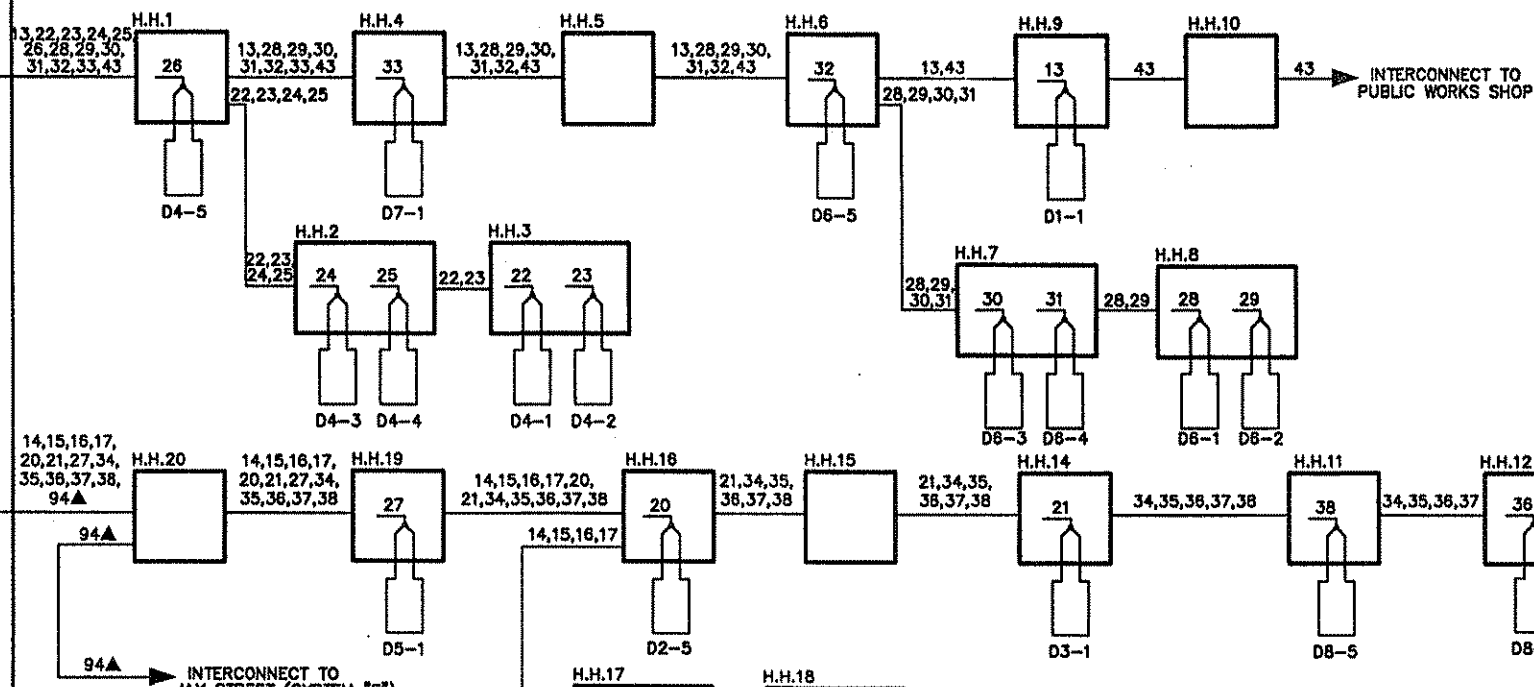 H.H.1
H.H.4
H.H.5
H.H.6
H.H.9
H.H.10
13,22,23,24,25,
26,28,29,30,
31,32,33,43
26
13,28,29,30,
31,32,33,43
22,23,24,25
33
13,28,29,30,
31,32,43
13,28,29,30,
31,32,43
32
13,43
28,29,30,31
13
43
43
INTERCONNECT TO
PUBLIC WORKS SHOP
D4-5
D7-1
D6-5
D1-1
H.H.2
H.H.3
H.H.7
H.H.8
22,23,
24,25
24
25
22,23
22
23
28,29,
30,31
30
31
28,29
28
29
D4-3
D4-4
D4-1
D4-2
D6-3
D6-4
D6-1
D6-2
14,15,16,17,
20,21,27,34,
35,36,37,38,
94▲
H.H.20
14,15,16,17,
20,21,27,34,
35,36,37,38
H.H.19
27
14,15,16,17,20,
21,34,35,36,37,38
14,15,16,17
H.H.16
20
21,34,35,
36,37,38
H.H.15
21,34,35,
36,37,38
H.H.14
21
34,35,36,37,38
H.H.11
38
34,35,36,37
H.H.12
36
94▲
D5-1
D2-5
D3-1
D8-5
D8
94▲
INTERCONNECT TO
H.H.17
H.H.18